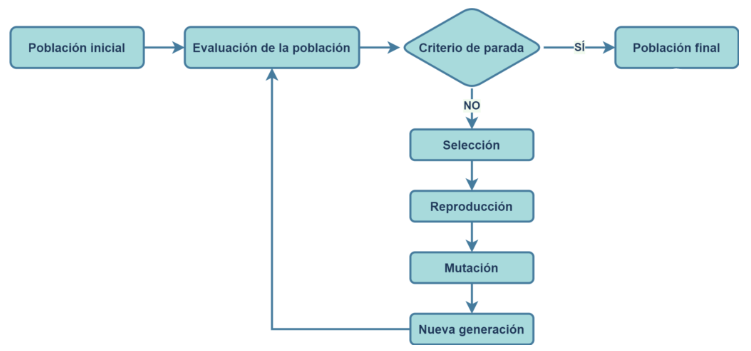 Población inicial
Evaluación de la población
Criterio de parada
SÍ
Población final
NO
Selección
Reproducción
Mutación
Nueva generación